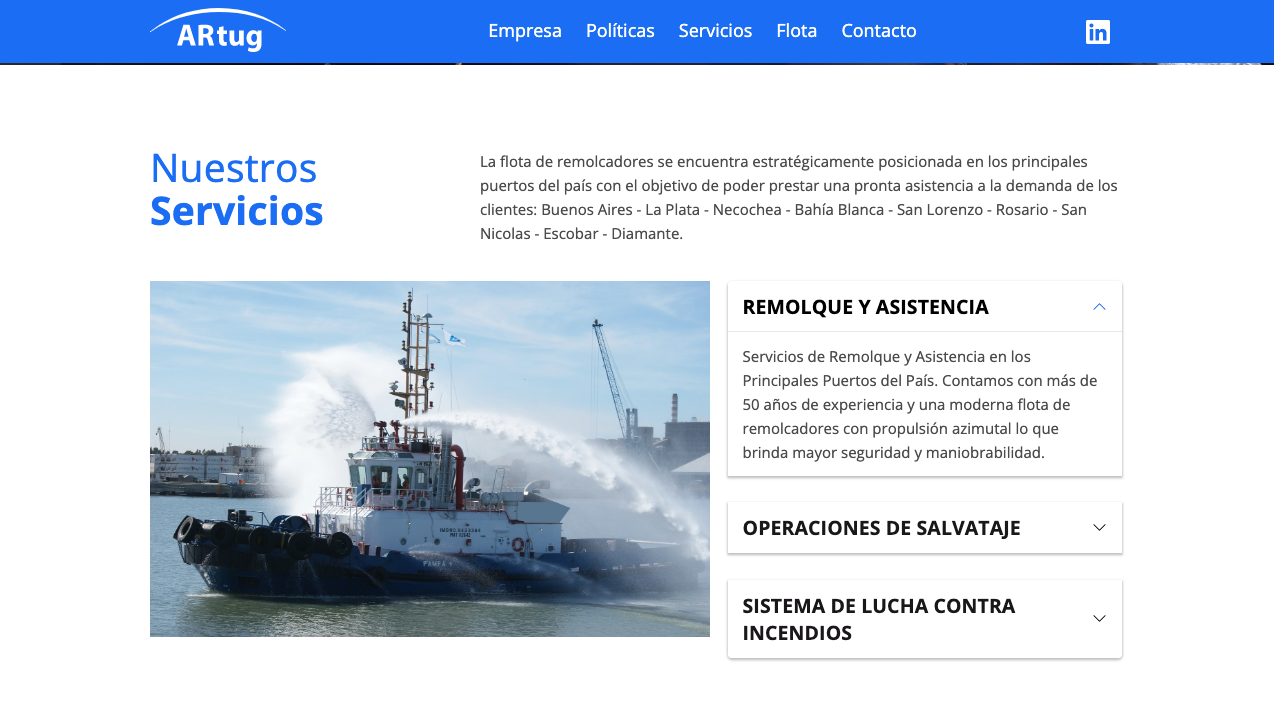 ARtug
Empresa Políticas Servicios Flota Contacto
in
Nuestros
Servicios
La flota de remolcadores se encuentra estratégicamente posicionada en los principales
puertos del país con el objetivo de poder prestar una pronta asistencia a la demanda de los
clientes: Buenos Aires - La Plata - Necochea - Bahía Blanca - San Lorenzo - Rosario - San
Nicolas - Escobar - Diamante.
PAMPA
REMOLQUE Y ASISTENCIA
Servicios de Remolque y Asistencia en los
Principales Puertos del País. Contamos con más de
50 años de experiencia y una moderna flota de
remolcadores con propulsión azimutal lo que
brinda mayor seguridad y maniobrabilidad.
OPERACIONES DE SALVATAJE
SISTEMA DE LUCHA CONTRA
INCENDIOS